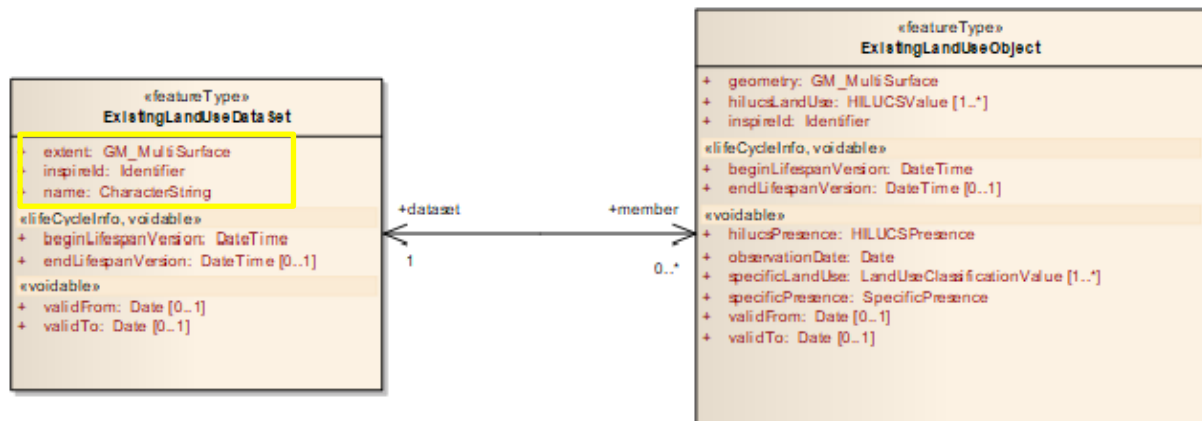 «featureType»
ExistingLandUseDataSet
+ extent: GM_MultiSurface
+ inspireId: Identifier
+ name: CharacterString
«lifeCycleInfo, voidable»
+ beginLifespanVersion: DateTime
+ endLifespanVersion: DateTime [0..1]
«voidable»
+ validFrom: Date [0..1]
+ validTo: Date [0..1]
+dataset
1
+member
0..*
«featureType»
ExistingLandUseObject
+ geometry: GM_MultiSurface
+ hilucsLandUse: HILUCSValue [1..*]
+ inspireId: Identifier
«lifeCycleInfo, voidable»
+ beginLifespanVersion: DateTime
+ endLifespanVersion: DateTime [0..1]
«voidable»
+ hilucsPresence: HILUCSPresence
+ observationDate: Date
+ specificLandUse: LandUseClassificationValue [1..*]
+ specificPresence: SpecificPresence
+ validFrom: Date [0..1]
+ validTo: Date [0..1]